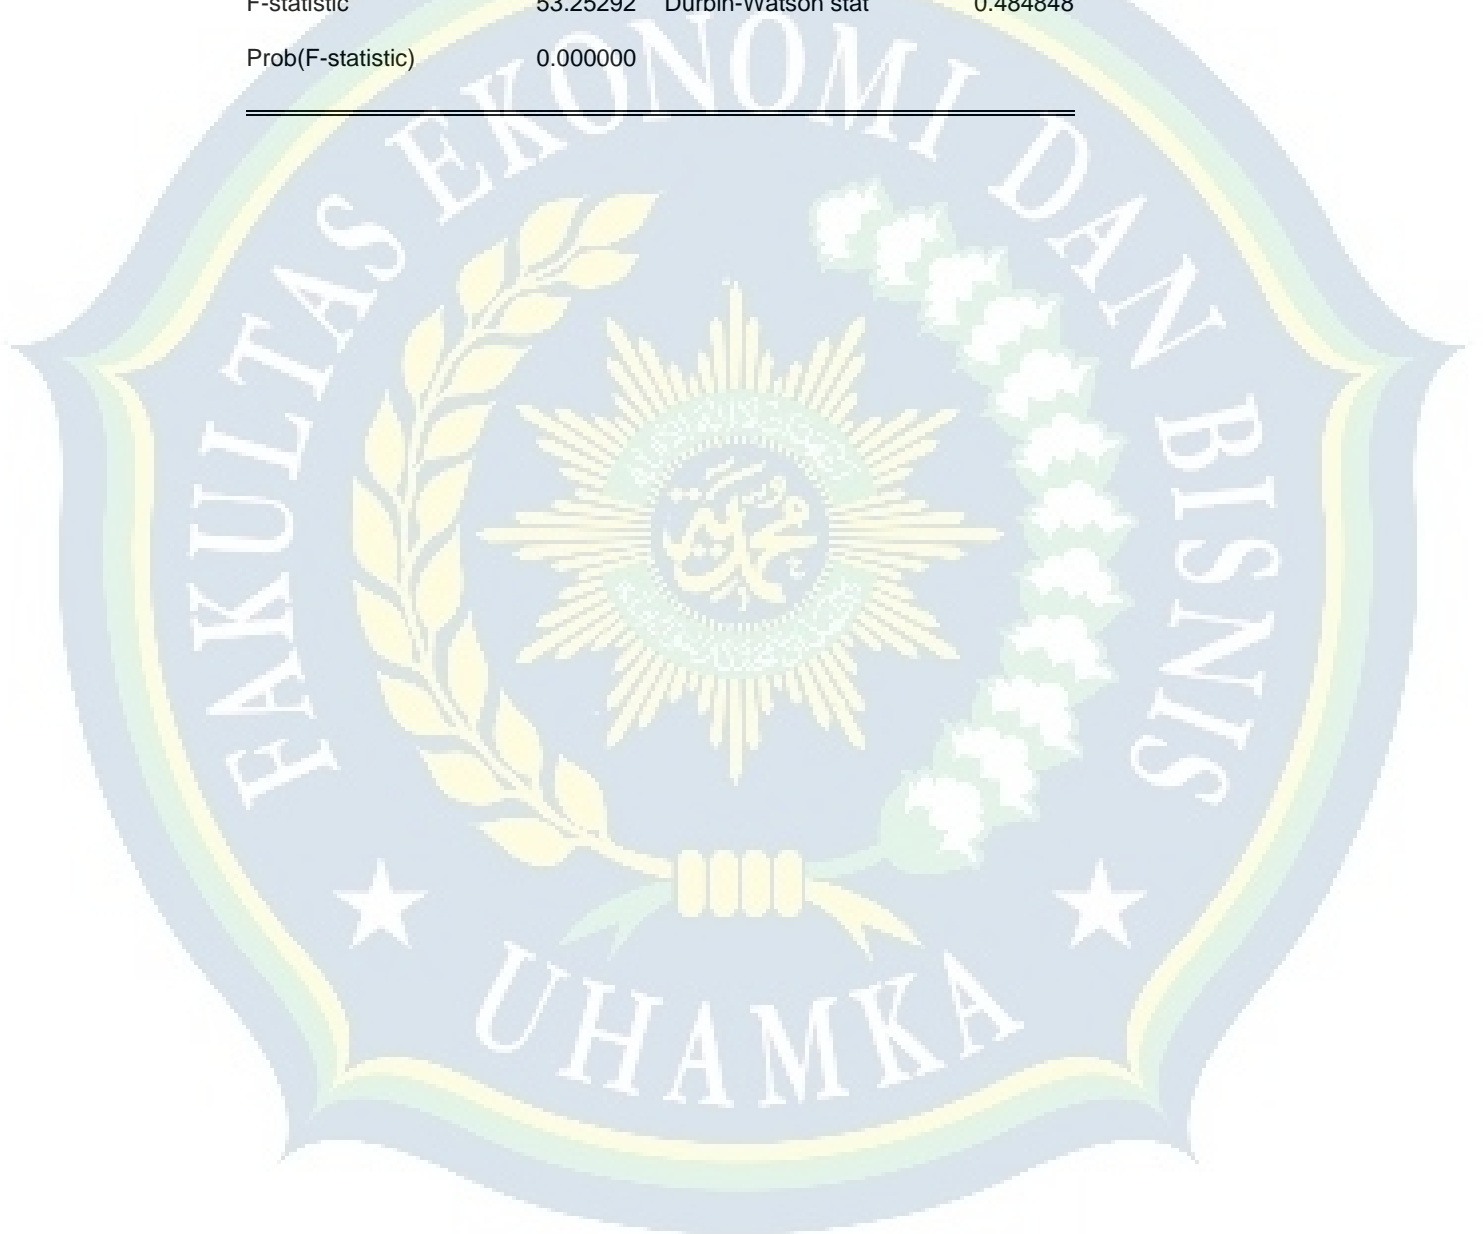 F-statistic 53.25292 Durbin-Watson stat 0.484848
Prob(F-statistic) 0.000000
FAKULTAS EKONOMI DAN BISNIS
UHAMKA